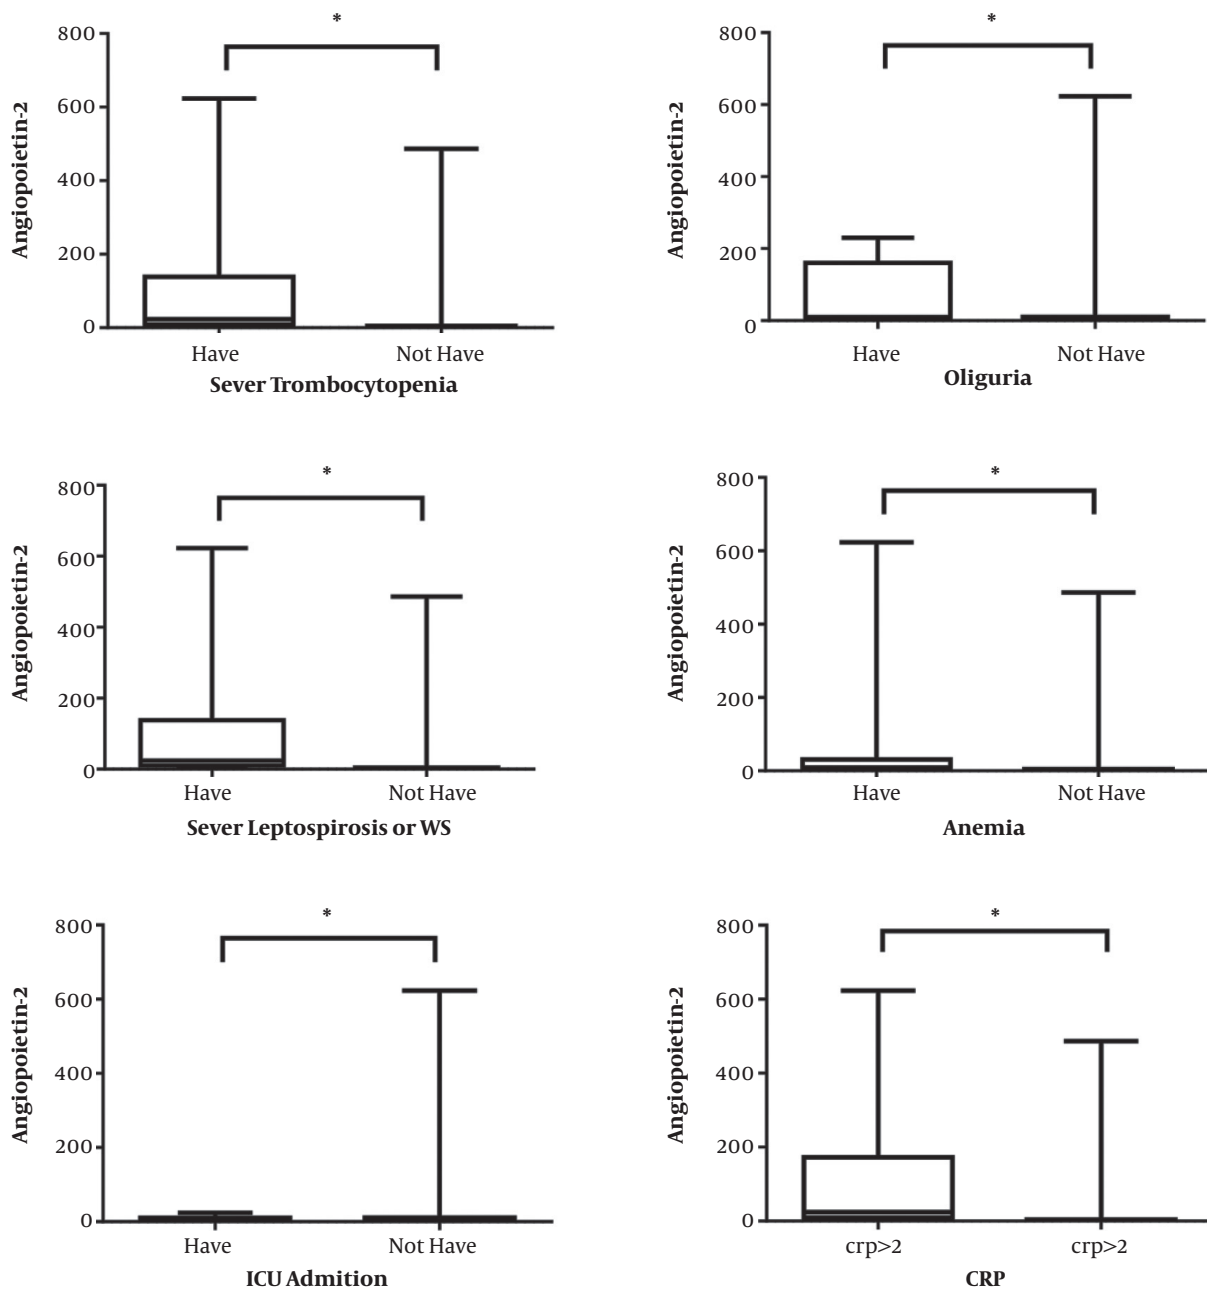 *
800
600
400
200
0
Angiopoietin-2
Have
Not Have
Sever Trombocytopenia
*
800
600
400
200
0
Angiopoietin-2
Have
Not Have
Oliguria
*
800
600
400
200
0
Angiopoietin-2
Have
Not Have
Sever Leptospirosis or WS
*
800
600
400
200
0
Angiopoietin-2
Have
Not Have
Anemia
*
800
600
400
200
0
Angiopoietin-2
Have
Not Have
ICU Admition
*
800
600
400
200
0
Angiopoietin-2
crp>2
crp>2
CRP